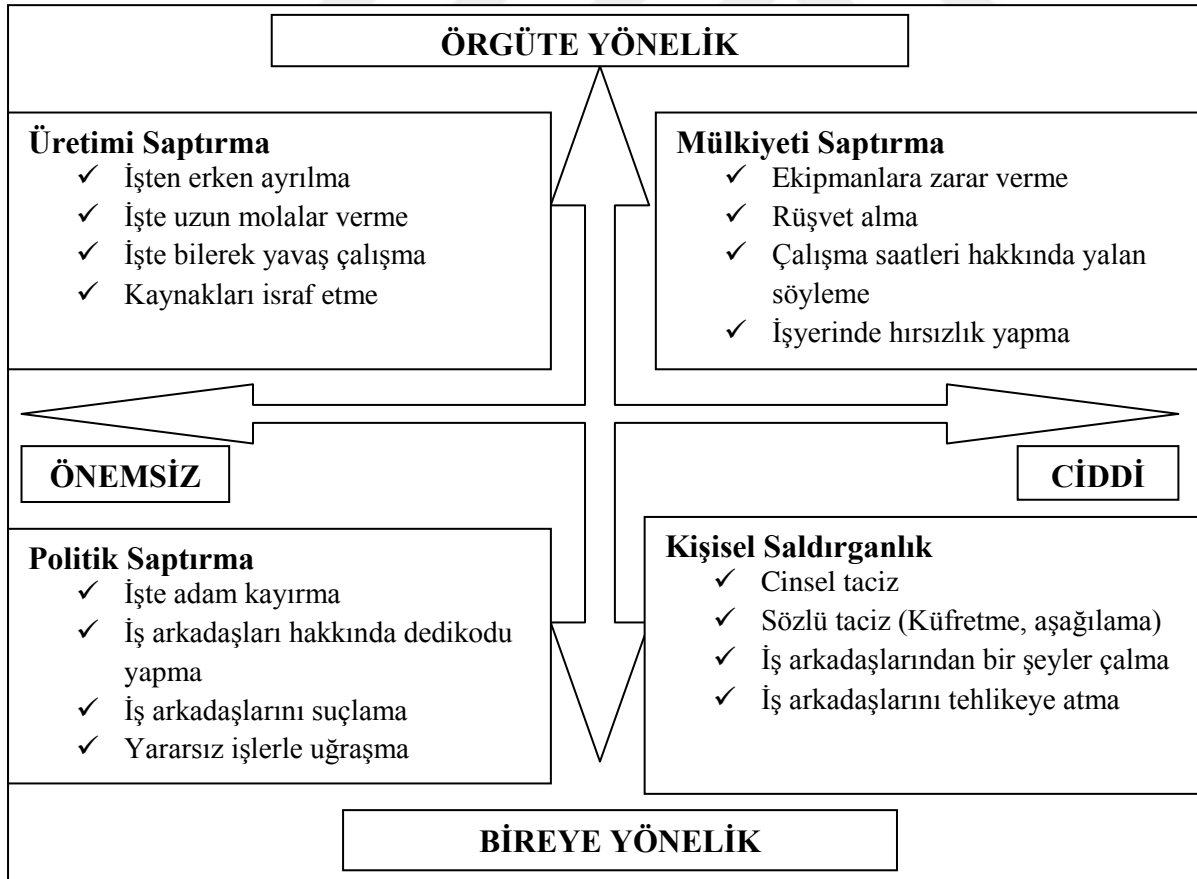 ÖRGÜTE YÖNELİK
Üretimi Saptırma
✓ İşten erken ayrılma
✓ İşte uzun molalar verme
✓ İşte bilerek yavaş çalışma
✓ Kaynakları israf etme
Mülkiyeti Saptırma
✓ Ekipmanlara zarar verme
✓ Rüşvet alma
✓ Çalışma saatleri hakkında yalan
söyleme
✓ İşyerinde hırsızlık yapma
ÖNEMSİZ
CİDDİ
Politik Saptırma
✓ İşte adam kayırma
✓ İş arkadaşları hakkında dedikodu
yapma
✓ İş arkadaşlarını suçlama
✓ Yararsız işlerle uğraşma
Kişisel Saldırganlık
✓ Cinsel taciz
✓ Sözlü taciz (Küfretme, aşağılama)
✓ İş arkadaşlarından bir şeyler çalma
✓ İş arkadaşlarını tehlikeye atma
BİREYE YÖNELİK